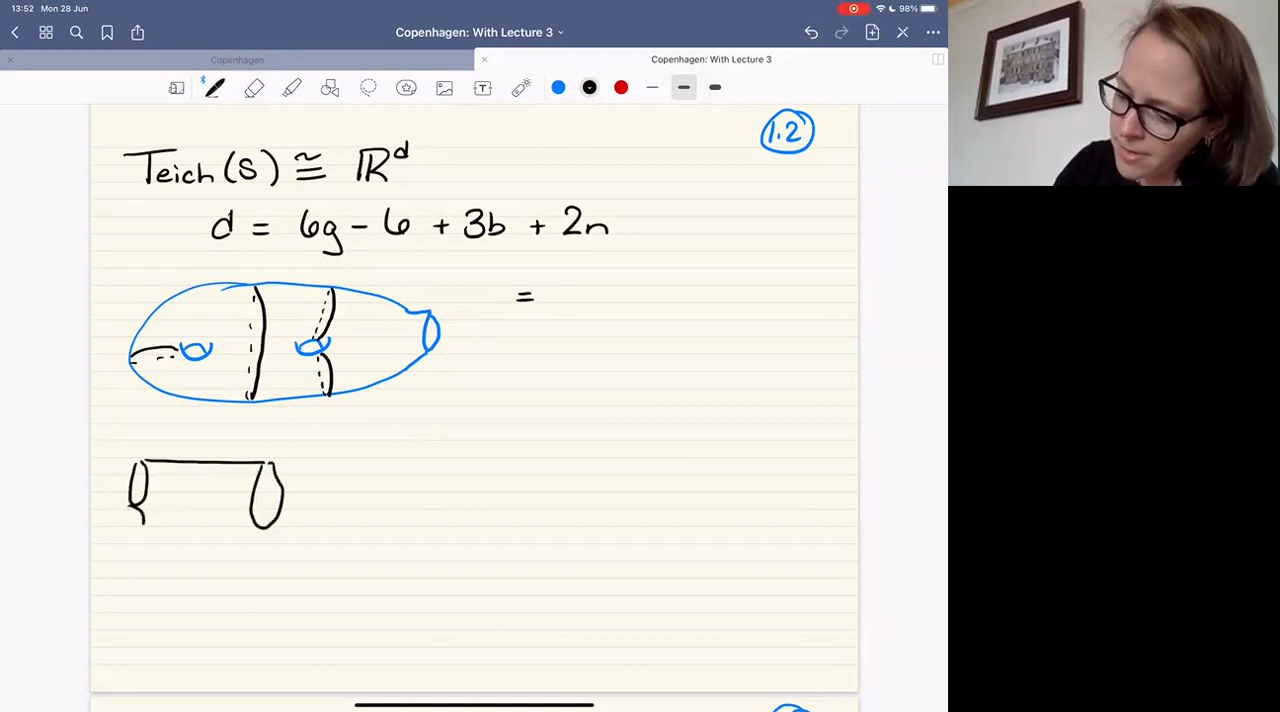 13:52 Mon 28 Jun
98%
Copenhagen: With Lecture 3
Copenhagen
Copenhagen: With Lecture 3
T
1.2
Teich (S) ≅ ℝ^d
d = 6g - 6 + 3b + 2n
=